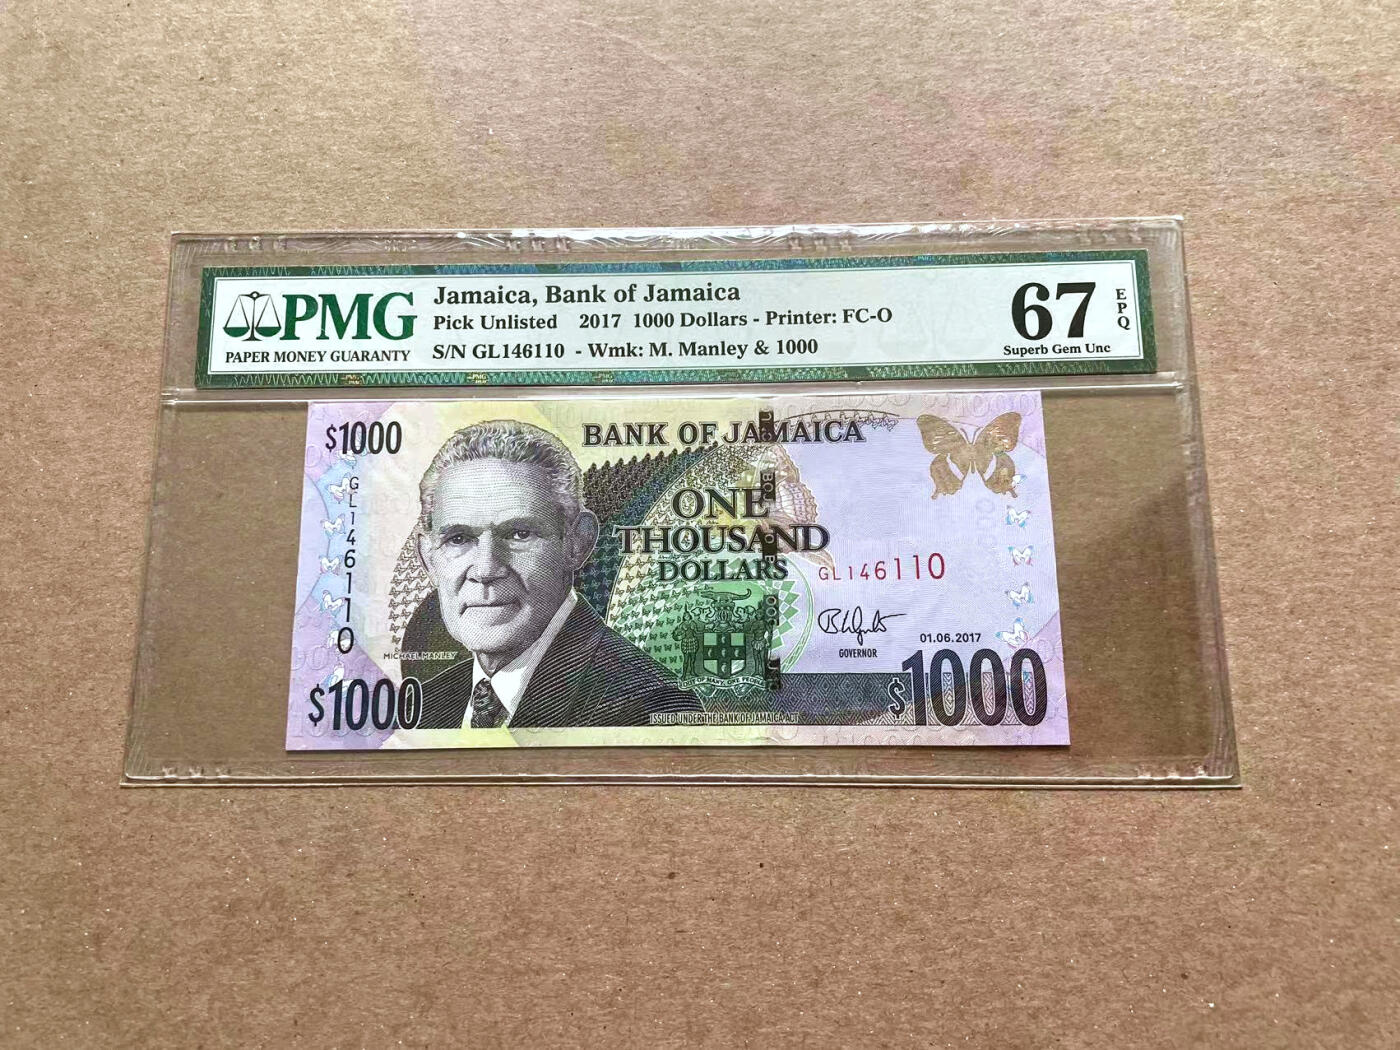 PMG
PAPER MONEY GUARANTY
Jamaica, Bank of Jamaica
Pick Unlisted 2017 1000 Dollars - Printer: FC-O
S/N GL146110 - Wmk: M. Manley & 1000
67
EPQ
Superb Gem Unc
$1000
BANK OF JAMAICA
GL146110
ONE
THOUSAND
DOLLARS
GL146110
GOVERNOR
01.06.2017
MICHAEL MANLEY
$1000
ISSUED UNDER THE BANK OF JAMAICA ACT
$1000